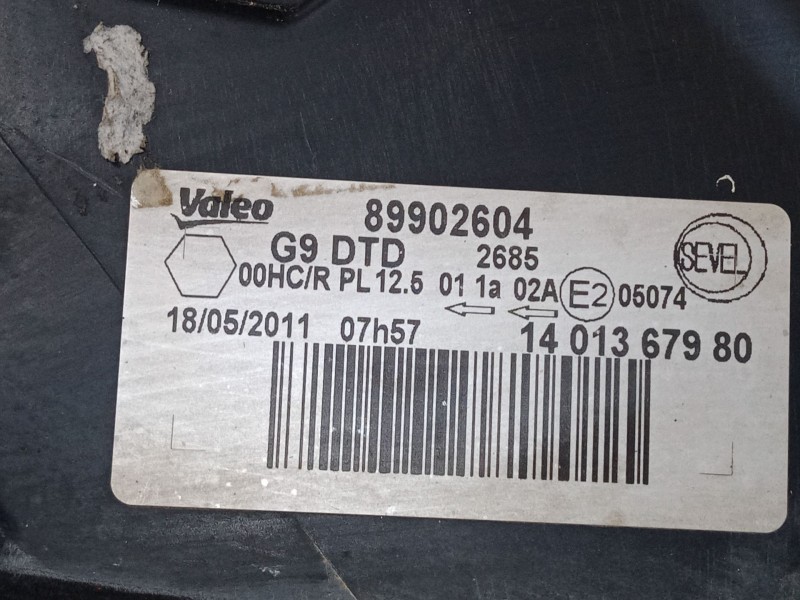 Valeo 89902604
G9 DTD 2685 SEVEL
00HC/R PL 12.5 01 1a 02A E2 05074
18/05/2011 07h57 14 013 679 80